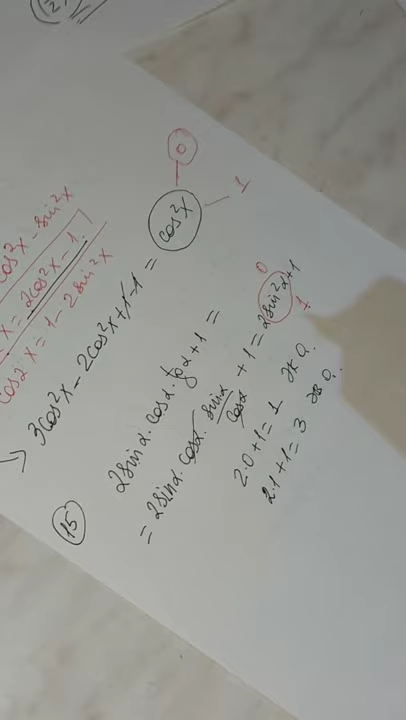 cos²x - sin²x
x = 2cos²x - 1
cos2x = 1 - 2sin²x
3cos²x - 2cos²x + 1 - 1 = cos²x
0
1
15
2sinα · cosα · tgα + 1 =
= 2sinα · cosα · sinα/cosα + 1 = 2sin²α + 1
0
1
2 · 0 + 1 = 1
2 · 1 + 1 = 3